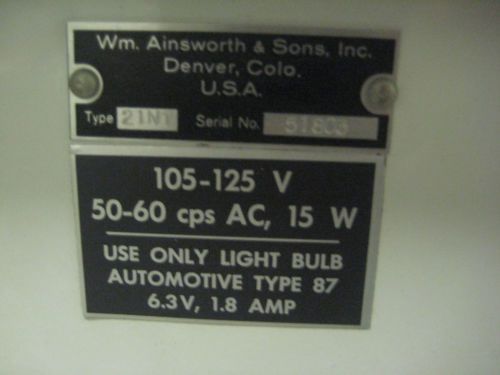 Wm. Ainsworth & Sons, Inc.
Denver, Colo.
U.S.A.
Type 21NT Serial No. 51803
105-125 V
50-60 cps AC, 15 W
USE ONLY LIGHT BULB
AUTOMOTIVE TYPE 87
6.3V, 1.8 AMP